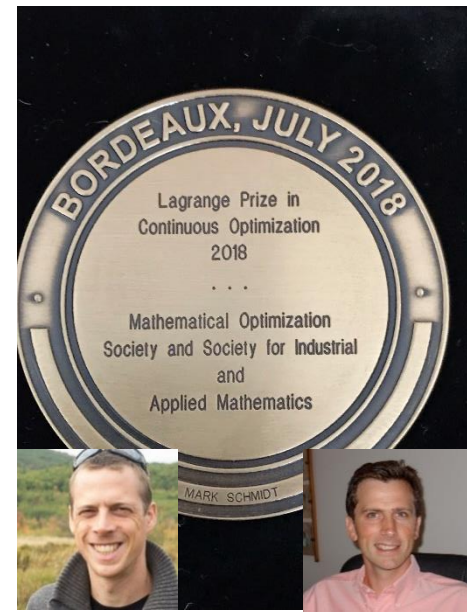 BORDEAUX, JULY 2018
Lagrange Prize in
Continuous Optimization
2018
. . .
Mathematical Optimization
Society and Society for Industrial
and
Applied Mathematics
MARK SCHMIDT